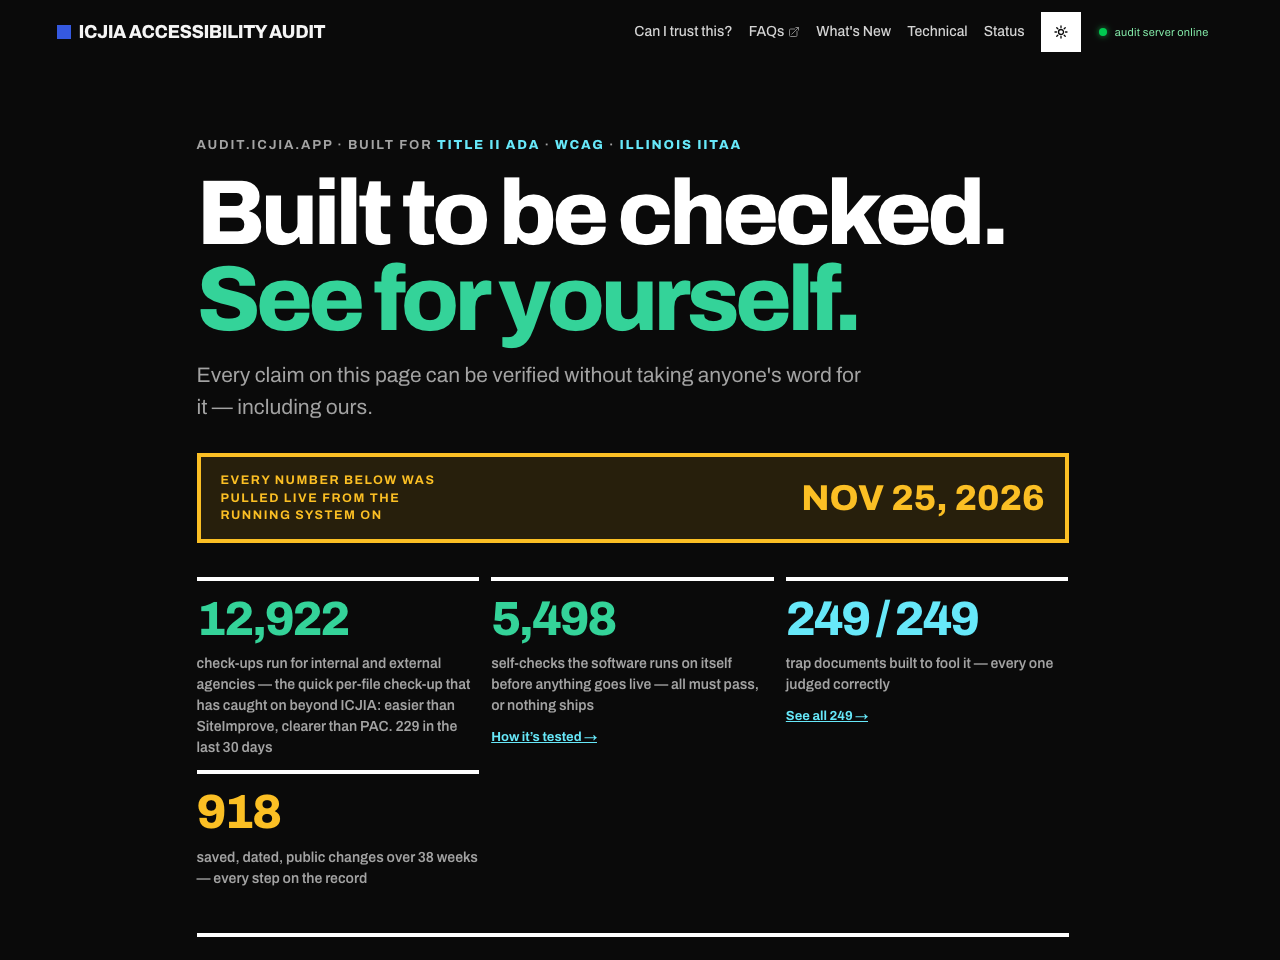 ICJIA ACCESSIBILITY AUDIT
Can I trust this? FAQs What's New Technical Status audit server online
AUDIT.ICJIA.APP · BUILT FOR TITLE II ADA · WCAG · ILLINOIS IITAA
Built to be checked.
See for yourself.
Every claim on this page can be verified without taking anyone's word for
it — including ours.
EVERY NUMBER BELOW WAS
PULLED LIVE FROM THE
RUNNING SYSTEM ON
NOV 25, 2026
12,922
check-ups run for internal and external
agencies — the quick per-file check-up that
has caught on beyond ICJIA: easier than
SiteImprove, clearer than PAC. 229 in the
last 30 days
5,498
self-checks the software runs on itself
before anything goes live — all must pass,
or nothing ships
How it’s tested →
249 / 249
trap documents built to fool it — every one
judged correctly
See all 249 →
918
saved, dated, public changes over 38 weeks
— every step on the record